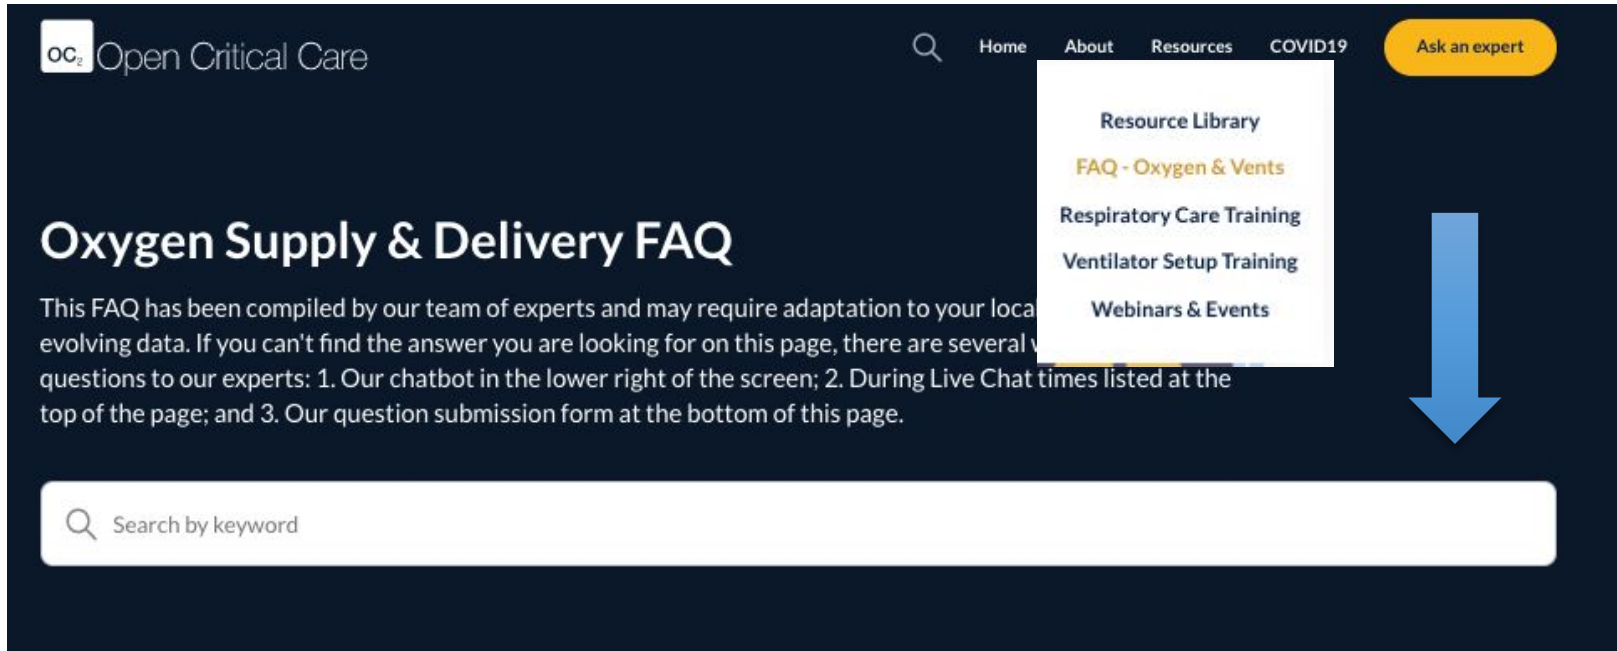 OC₂ Open Critical Care
Home About Resources COVID19 Ask an expert
Resource Library
FAQ - Oxygen & Vents
Respiratory Care Training
Ventilator Setup Training
Webinars & Events
Oxygen Supply & Delivery FAQ
This FAQ has been compiled by our team of experts and may require adaptation to your local
evolving data. If you can't find the answer you are looking for on this page, there are several
questions to our experts: 1. Our chatbot in the lower right of the screen; 2. During Live Chat times listed at the
top of the page; and 3. Our question submission form at the bottom of this page.
Search by keyword